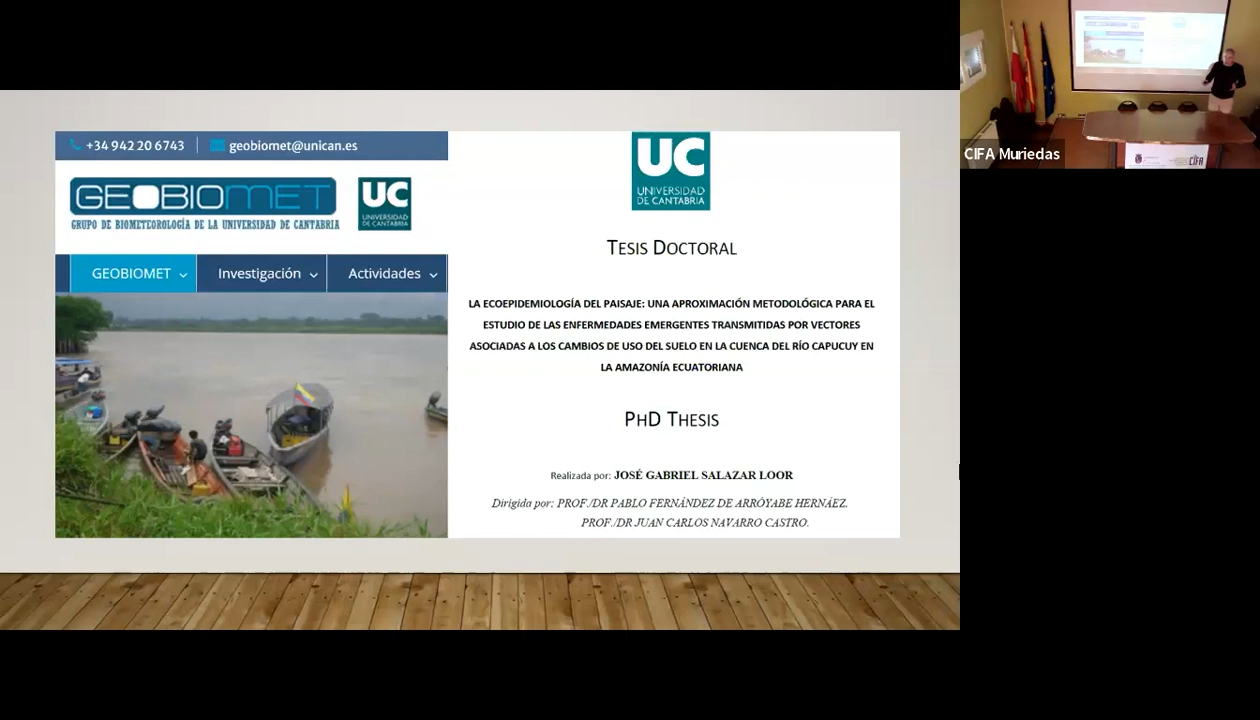 +34 942 20 6743
geobiomet@unican.es
GEOBIOMET
GRUPO DE BIOMETEOROLOGÍA DE LA UNIVERSIDAD DE CANTABRIA
UC
UNIVERSIDAD
DE CANTABRIA
GEOBIOMET
Investigación
Actividades
UC
UNIVERSIDAD
DE CANTABRIA
TESIS DOCTORAL
LA ECOEPIDEMIOLOGÍA DEL PAISAJE: UNA APROXIMACIÓN METODOLÓGICA PARA EL
ESTUDIO DE LAS ENFERMEDADES EMERGENTES TRANSMITIDAS POR VECTORES
ASOCIADAS A LOS CAMBIOS DE USO DEL SUELO EN LA CUENCA DEL RÍO CAPUCUY EN
LA AMAZONÍA ECUATORIANA
PHD THESIS
Realizada por: JOSÉ GABRIEL SALAZAR LOOR
Dirigida por: PROF./DR PABLO FERNÁNDEZ DE ARRÓYABE HERNÁEZ.
PROF./DR JUAN CARLOS NAVARRO CASTRO.
CIFA Muriedas
CIFA